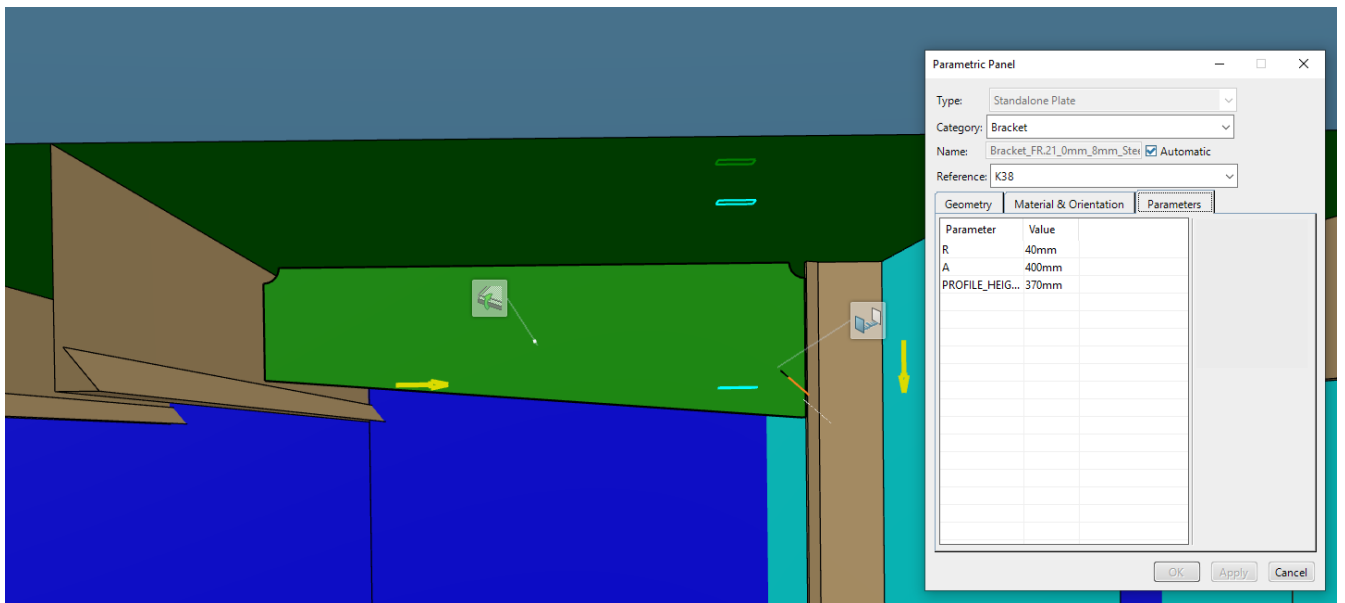 Parametric Panel
Type: Standalone Plate
Category: Bracket
Name: Bracket_FR.21_0mm_8mm_Stee Automatic
Reference: K38
Geometry Material & Orientation Parameters
Parameter Value
R 40mm
A 400mm
PROFILE_HEIG... 370mm
OK Apply Cancel